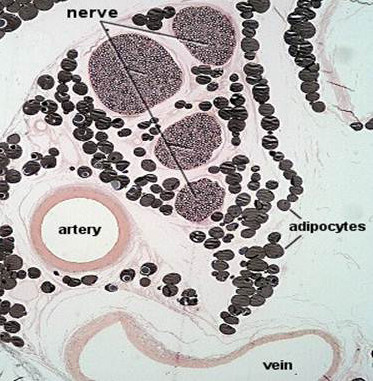 nerve
artery
adipocytes
vein